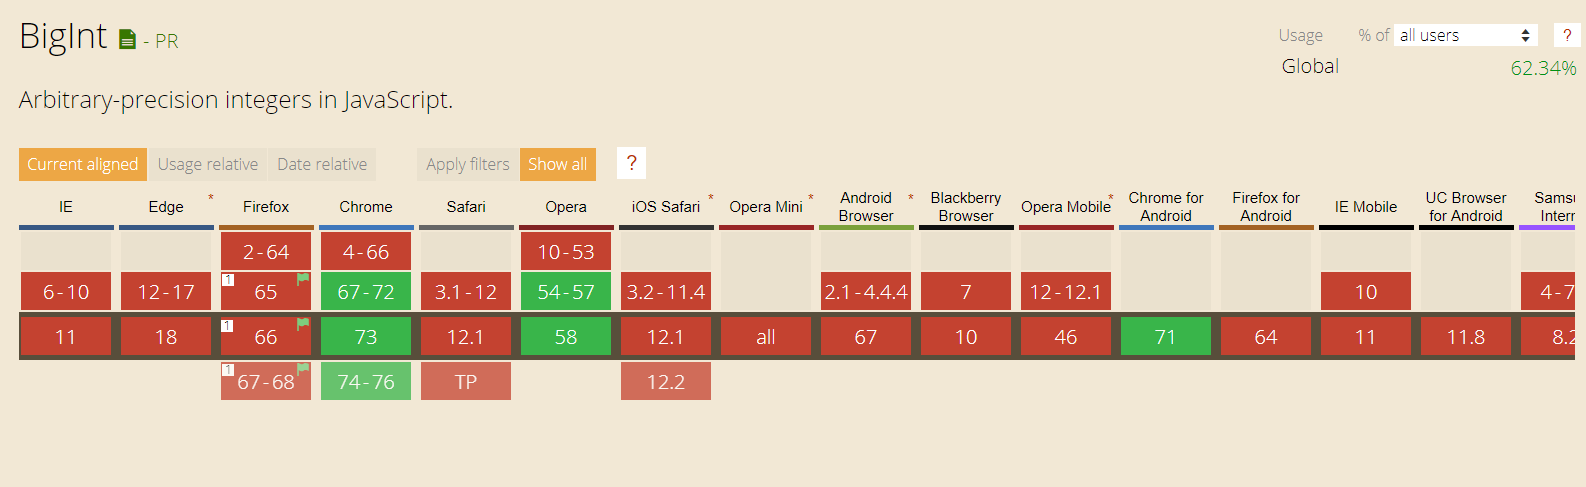 BigInt - PR
Usage % of all users ?
Global 62.34%
Arbitrary-precision integers in JavaScript.
Current aligned Usage relative Date relative Apply filters Show all ?
IE Edge * Firefox Chrome Safari Opera iOS Safari * Opera Mini * Android Browser * Blackberry Browser Opera Mobile * Chrome for Android Firefox for Android IE Mobile UC Browser for Android Samsu Intern
2-64 4-66 10-53
6-10 12-17 1 65 67-72 3.1-12 54-57 3.2-11.4 2.1-4.4.4 7 12-12.1 10 4-7
11 18 1 66 73 12.1 58 12.1 all 67 10 46 71 64 11 11.8 8.2
1 67-68 74-76 TP 12.2